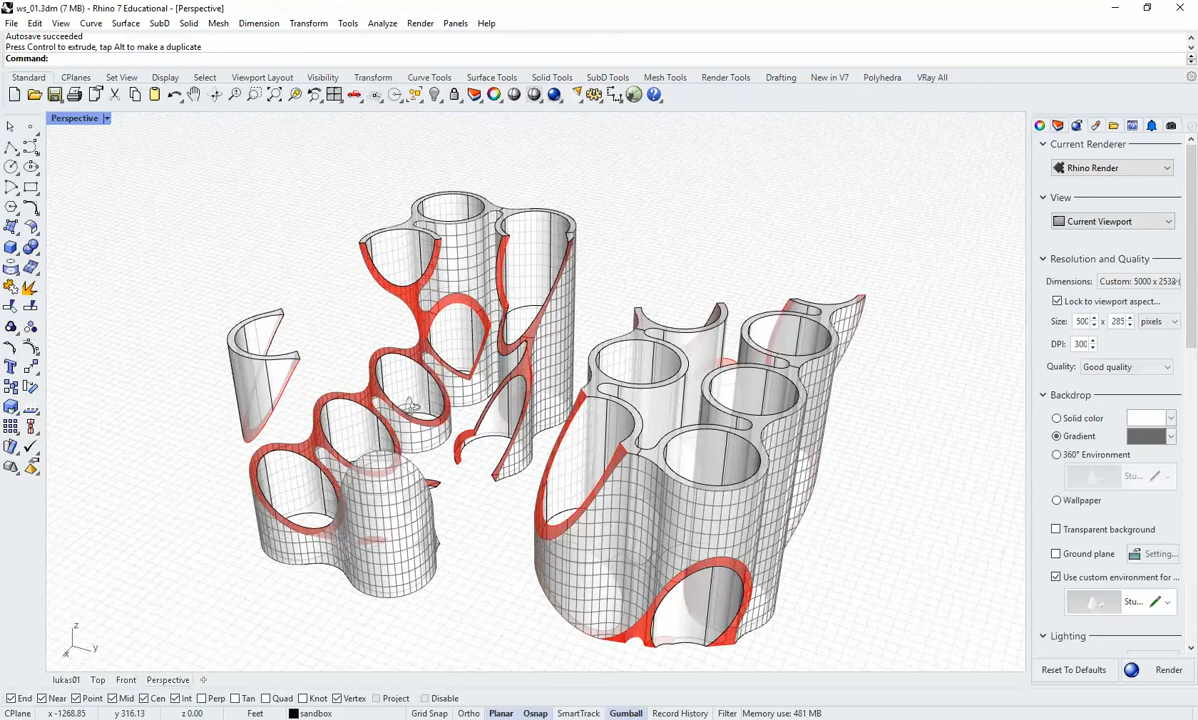 ws_01.3dm (7 MB) - Rhino 7 Educational - [Perspective]
File Edit View Curve Surface SubD Solid Mesh Dimension Transform Tools Analyze Render Panels Help
Autosave succeeded
Press Control to extrude, tap Alt to make a duplicate
Command:
Standard CPlanes Set View Display Select Viewport Layout Visibility Transform Curve Tools Surface Tools Solid Tools SubD Tools Mesh Tools Render Tools Drafting New in V7 Polyhedra VRay All
Perspective
Current Renderer
Rhino Render
View
Current Viewport
Resolution and Quality
Dimensions: Custom: 5000 x 2532 (
Lock to viewport aspect...
Size: 500 x 285 pixels
DPI: 300
Quality: Good quality
Backdrop
Solid color
Gradient
360° Environment
Stu...
Wallpaper
Transparent background
Ground plane Setting...
Use custom environment for ...
Stu...
Lighting
Reset To Defaults Render
z
y
x
lukas01 Top Front Perspective
End Near Point Mid Cen Int Perp Tan Quad Knot Vertex Project Disable
CPlane x -1268.85 y 316.13 z 0.00 Feet sandbox Grid Snap Ortho Planar Osnap SmartTrack Gumball Record History Filter Memory use: 481 MB